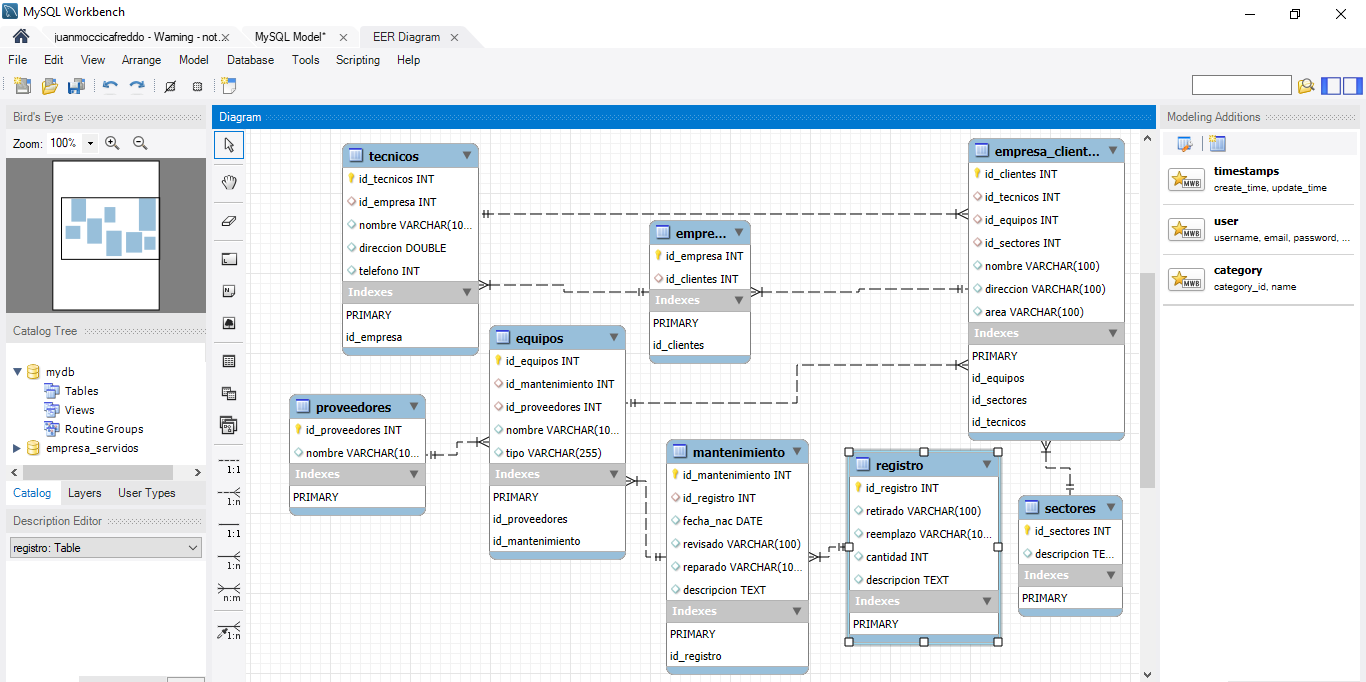 MySQL Workbench
juanmoccicafreddo - Warning - not...
MySQL Model*
EER Diagram
File Edit View Arrange Model Database Tools Scripting Help
Bird's Eye
Zoom: 100%
Catalog Tree
mydb
Tables
Views
Routine Groups
empresa_servidos
Catalog Layers User Types
Description Editor
registro: Table
Diagram
1:1
1:n
1:1
1:n
n:m
1:n
tecnicos
id_tecnicos INT
id_empresa INT
nombre VARCHAR(10...
direccion DOUBLE
telefono INT
Indexes
PRIMARY
id_empresa
empre...
id_empresa INT
id_clientes INT
Indexes
PRIMARY
id_clientes
empresa_client...
id_clientes INT
id_tecnicos INT
id_equipos INT
id_sectores INT
nombre VARCHAR(100)
direccion VARCHAR(100)
area VARCHAR(100)
Indexes
PRIMARY
id_equipos
id_sectores
id_tecnicos
equipos
id_equipos INT
id_mantenimiento INT
id_proveedores INT
nombre VARCHAR(10...
tipo VARCHAR(255)
Indexes
PRIMARY
id_proveedores
id_mantenimiento
proveedores
id_proveedores INT
nombre VARCHAR(10...
Indexes
PRIMARY
mantenimiento
id_mantenimiento INT
id_registro INT
fecha_nac DATE
revisado VARCHAR(100)
reparado VARCHAR(10...
descripcion TEXT
Indexes
PRIMARY
id_registro
registro
id_registro INT
retirado VARCHAR(100)
reemplazo VARCHAR(10...
cantidad INT
descripcion TEXT
Indexes
PRIMARY
sectores
id_sectores INT
descripcion TE...
Indexes
PRIMARY
Modeling Additions
MWB
timestamps
create_time, update_time
MWB
user
username, email, password, ...
MWB
category
category_id, name